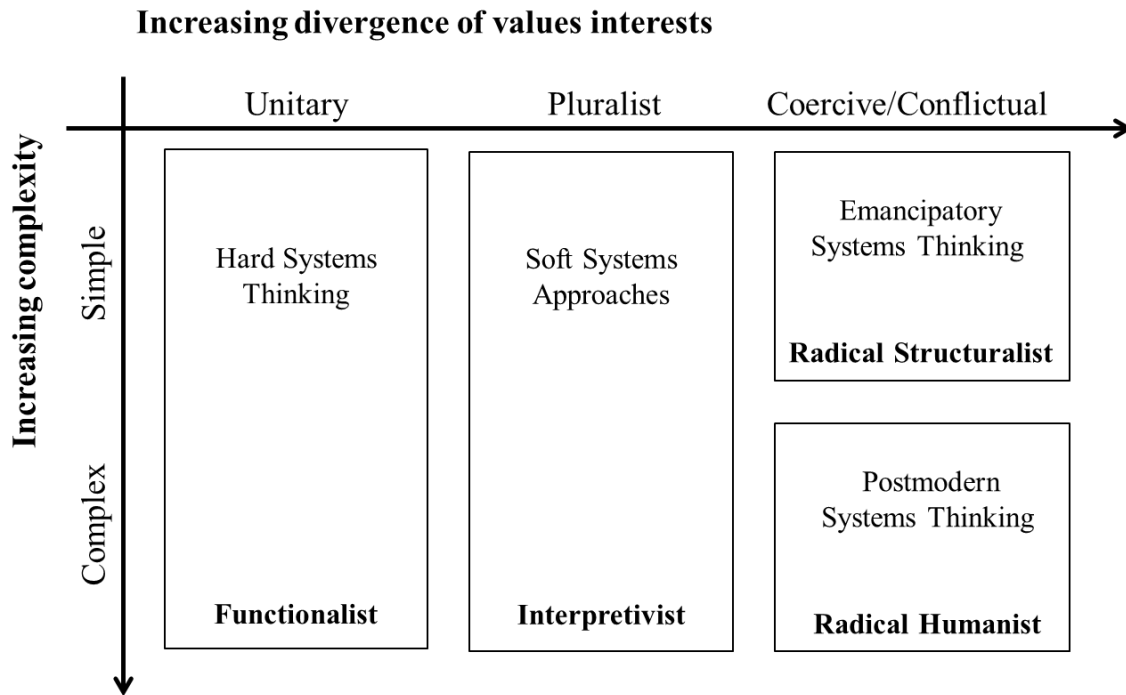 Increasing divergence of values interests
Unitary
Pluralist
Coercive/Conflictual
Increasing complexity
Simple
Complex
Hard Systems
Thinking
Functionalist
Soft Systems
Approaches
Interpretivist
Emancipatory
Systems Thinking
Radical Structuralist
Postmodern
Systems Thinking
Radical Humanist